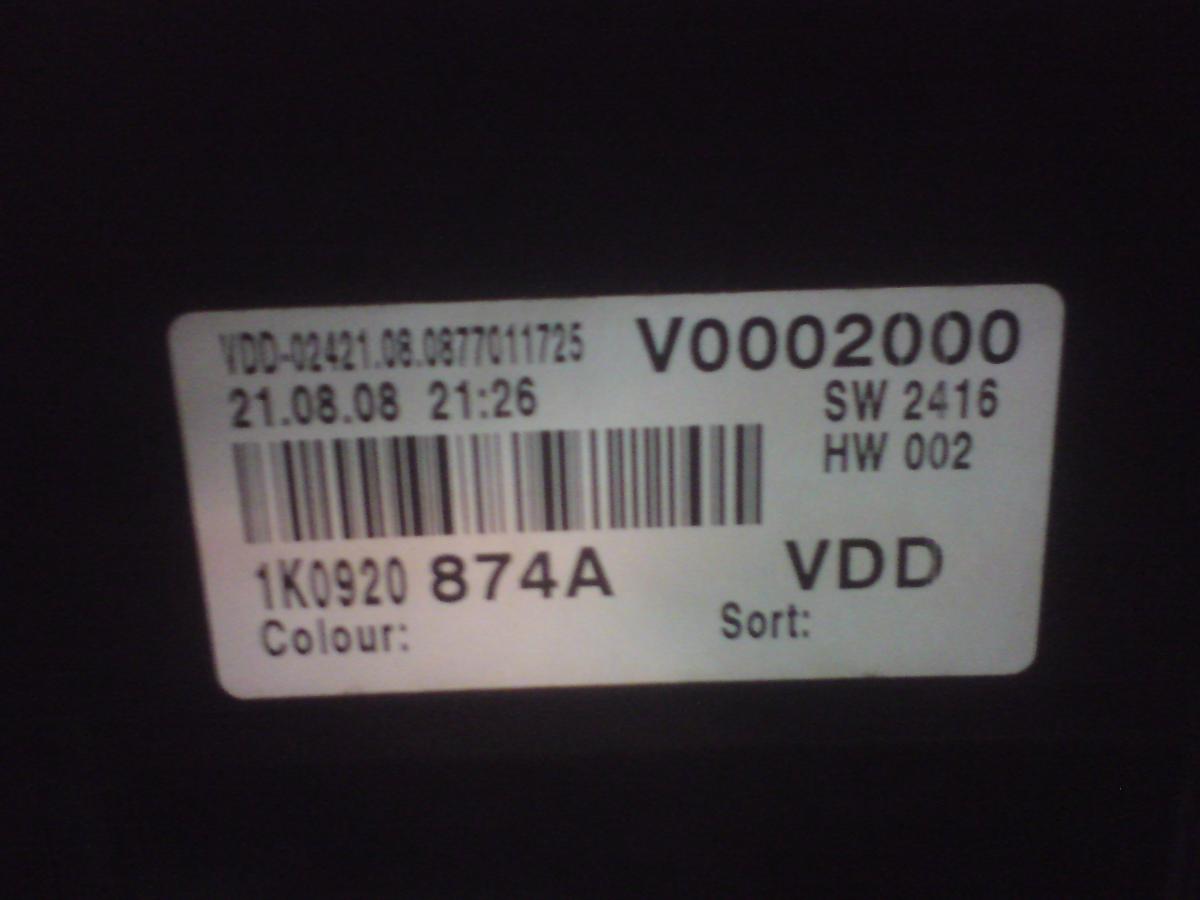 VDD-02421.08.0877011725 V0002000
21.08.08 21:26 SW 2416
HW 002
1K0920 874A VDD
Colour: Sort: